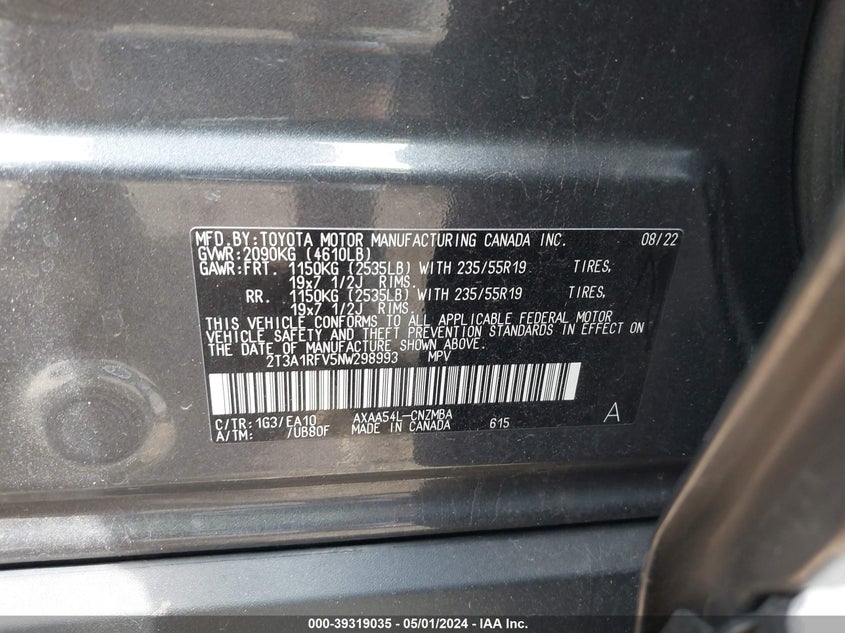 MFD.BY:TOYOTA MOTOR MANUFACTURING CANADA INC. 08/22
GVWR:2090KG (4610LB)
GAWR:FRT. 1150KG (2535LB) WITH 235/55R19 TIRES,
19x7 1/2J RIMS.
RR. 1150KG (2535LB) WITH 235/55R19 TIRES,
19x7 1/2J RIMS.
THIS VEHICLE CONFORMS TO ALL APPLICABLE FEDERAL MOTOR
VEHICLE SAFETY AND THEFT PREVENTION STANDARDS IN EFFECT ON
THE DATE OF MANUFACTURE SHOWN ABOVE.
2T3A1RFV5NW298993 MPV
C/TR:1G3/EA10 AXAA54L-CNZMBA
A/TM: /UB80F MADE IN CANADA 615 A
000-39319035 - 05/01/2024 - IAA Inc.